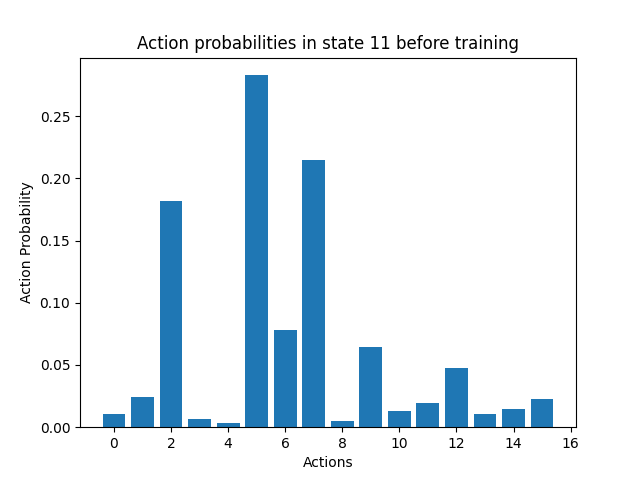 Action probabilities in state 11 before training
0.25
0.20
0.15
0.10
0.05
0.00
Action Probability
0 2 4 6 8 10 12 14 16
Actions